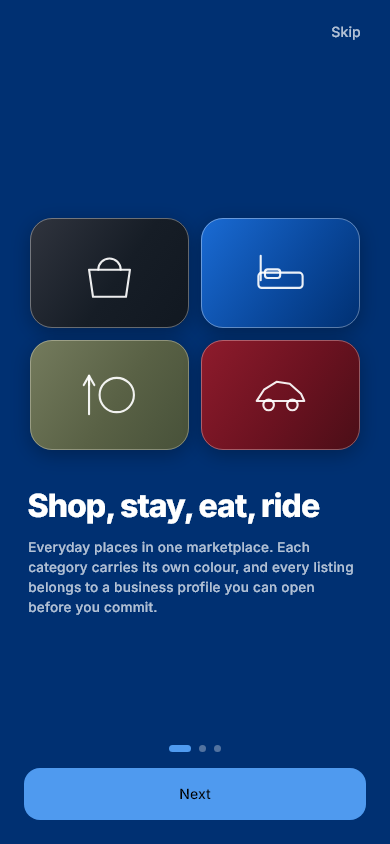 Skip
Shop, stay, eat, ride
Everyday places in one marketplace. Each
category carries its own colour, and every listing
belongs to a business profile you can open
before you commit.
Next